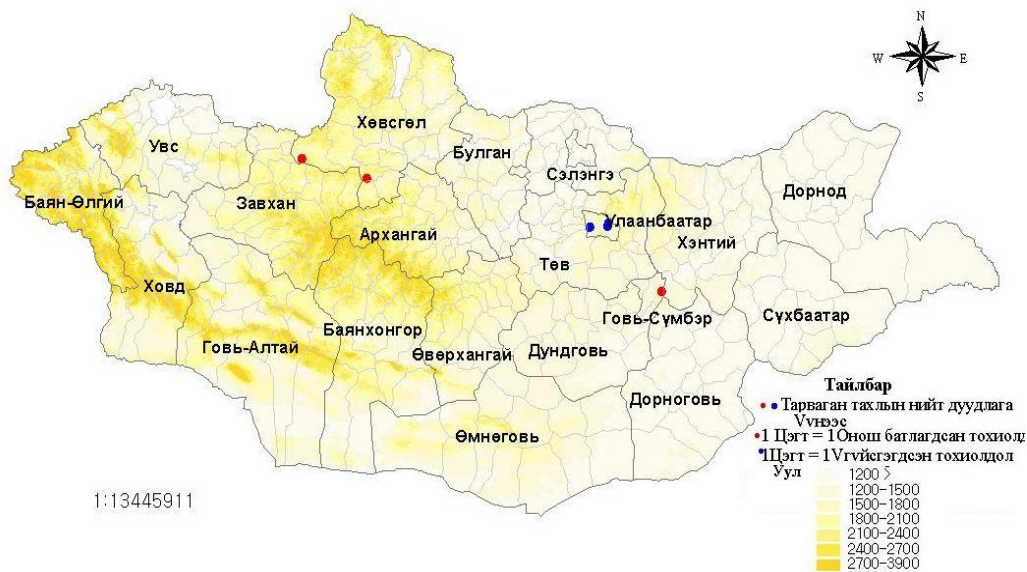 N
W E
S
Хөвсгөл
Увс
Булган
Сэлэнгэ
Дорнод
Баян-Өлгий
Завхан
Улаанбаатар
Архангай
Хэнтий
Төв
Ховд
Говь-Сүмбэр
Сүхбаатар
Баянхонгор
Говь-Алтай
Өвөрхангай
Дундговь
Дорноговь
Өмнөговь
Тайлбар
Тарваган тахлын нийт дуудлага
Vvнээс
1 Цэгт = 1Онош батлагдсан тохиолд
1Цэгт = 1Vгvйсгэгдсэн тохиолдол
Уул
1200 >
1200-1500
1500-1800
1800-2100
2100-2400
2400-2700
2700-3900
1:13445911